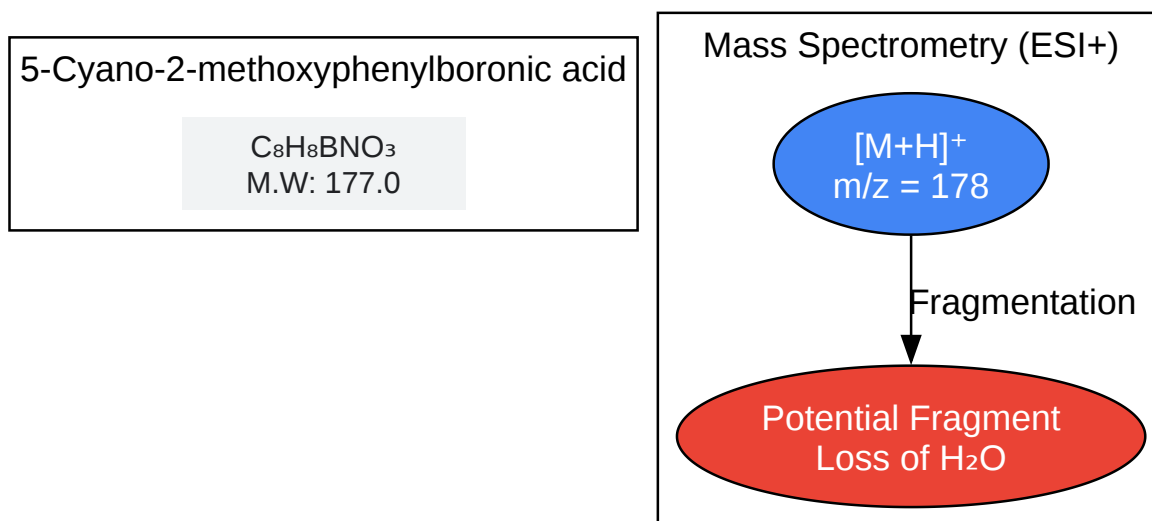 5-Cyano-2-methoxyphenylboronic acid
C₈H₈BNO₃
M.W: 177.0
Mass Spectrometry (ESI+)
[M+H]⁺
m/z = 178
Fragmentation
Potential Fragment
Loss of H₂O